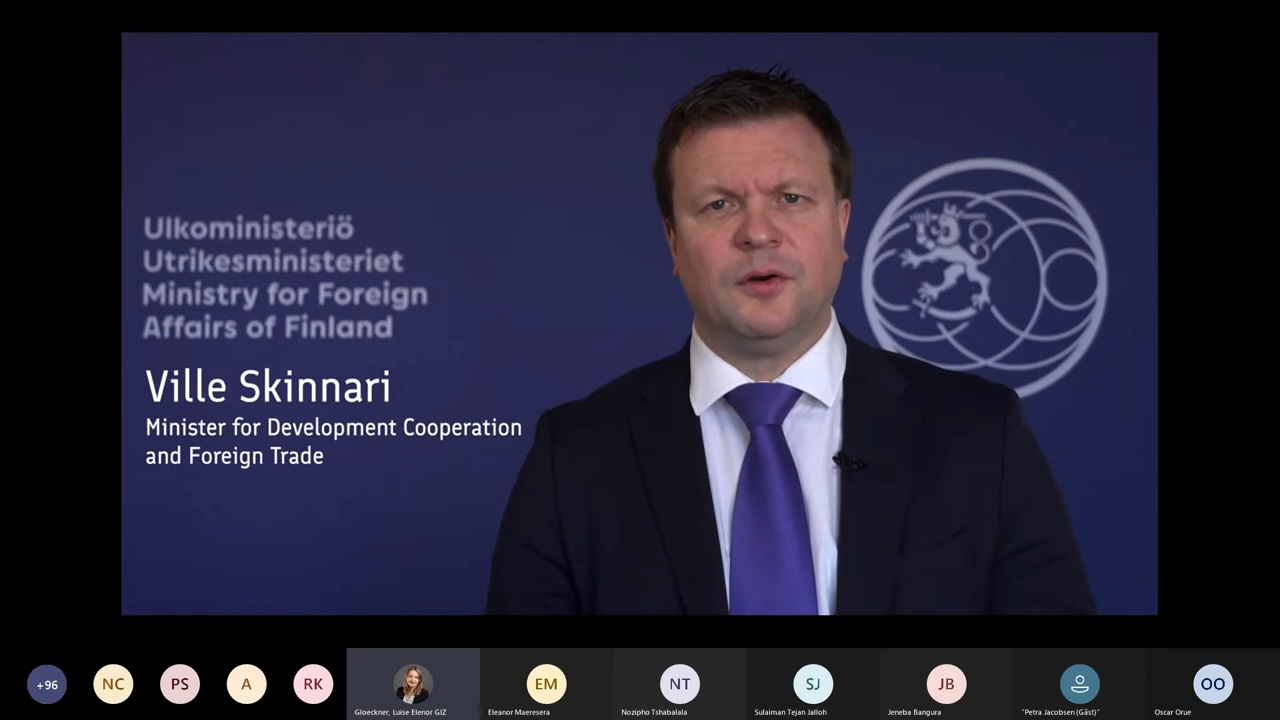 Ulkoministeriö
Utrikesministeriet
Ministry for Foreign
Affairs of Finland
Ville Skinnari
Minister for Development Cooperation
and Foreign Trade
+96
NC
PS
A
RK
EM
NT
SJ
JB
OO
Gloeckner, Luise Elenor GIZ
Eleanor Maeresera
Nozipho Tshabalala
Sulaiman Tejan Jalloh
Jeneba Bangura
"Petra Jacobsen (Gäst)"
Oscar Orue